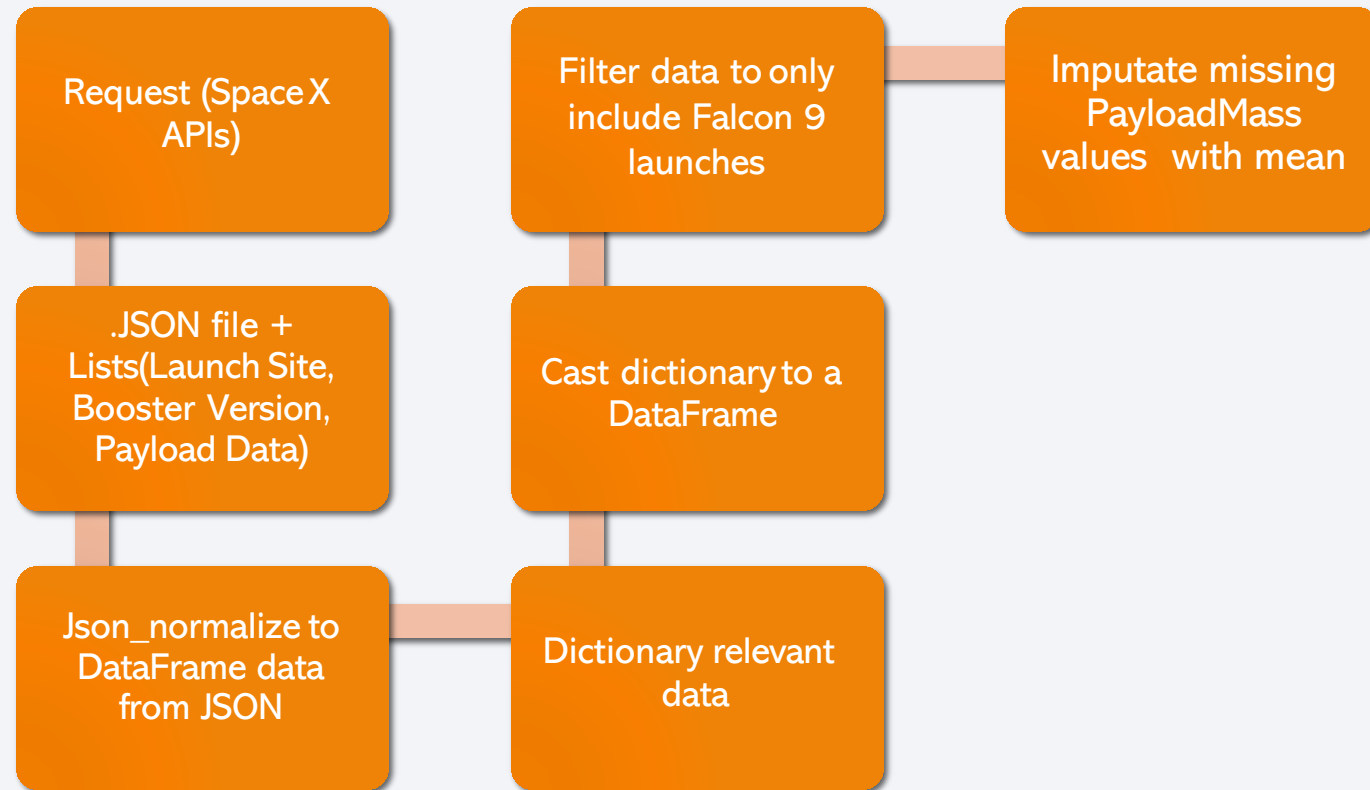 Request (Space X
APIs)
.JSON file +
Lists(Launch Site,
Booster Version,
Payload Data)
Json_normalize to
DataFrame data
from JSON
Dictionary relevant
data
Cast dictionary to a
DataFrame
Filter data to only
include Falcon 9
launches
Imputate missing
PayloadMass
values with mean